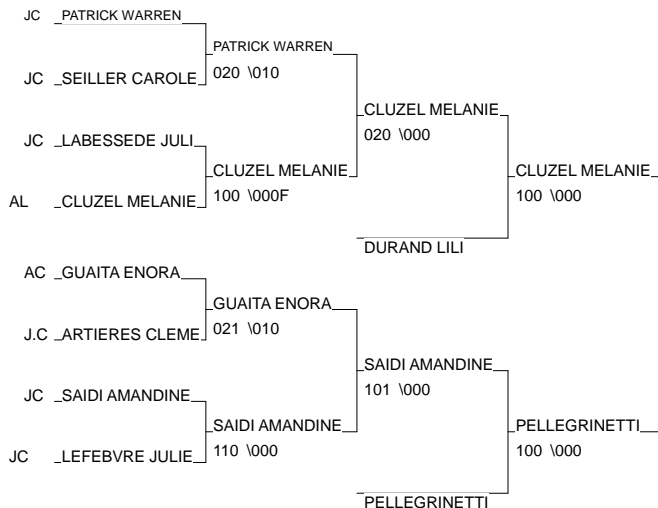 JC PATRICK WARREN
PATRICK WARREN
020 \010
JC SEILLER CAROLE
CLUZEL MELANIE
020 \000
JC LABESSEDE JULI
CLUZEL MELANIE
100 \000F
CLUZEL MELANIE
100 \000
AL CLUZEL MELANIE
DURAND LILI
AC GUAITA ENORA
GUAITA ENORA
021 \010
J.C ARTIERES CLEME
SAIDI AMANDINE
101 \000
JC SAIDI AMANDINE
SAIDI AMANDINE
110 \000
PELLEGRINETTI
100 \000
JC LEFEBVRE JULIE
PELLEGRINETTI